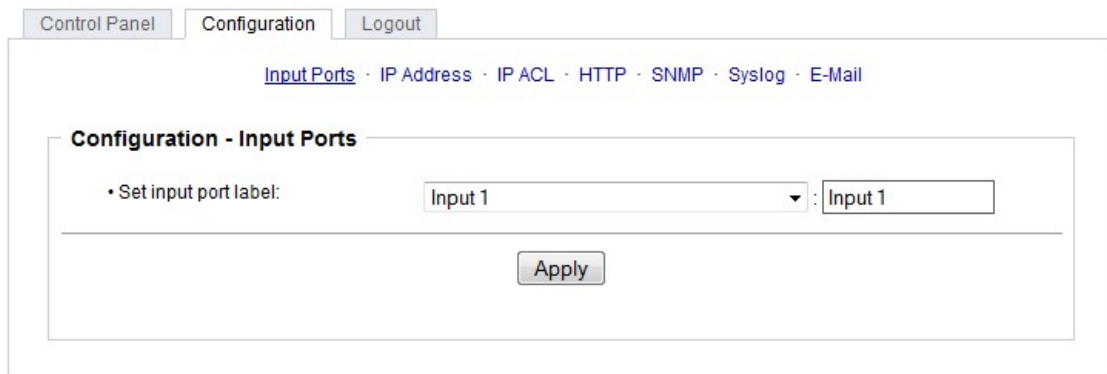 Control Panel Configuration Logout
Input Ports · IP Address · IP ACL · HTTP · SNMP · Syslog · E-Mail
Configuration - Input Ports
• Set input port label: Input 1 : Input 1
Apply